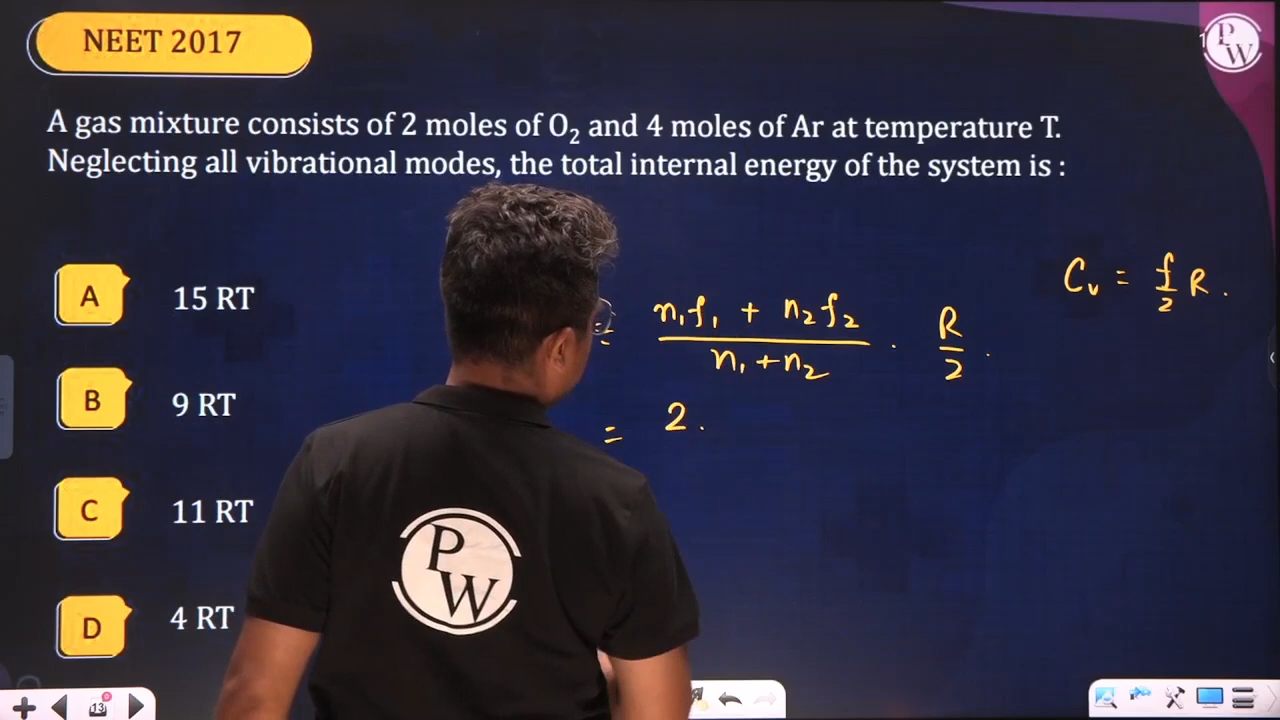 NEET 2017
PW
A gas mixture consists of 2 moles of O₂ and 4 moles of Ar at temperature T.
Neglecting all vibrational modes, the total internal energy of the system is :
A 15 RT
B 9 RT
C 11 RT
D 4 RT
= (n₁f₁ + n₂f₂)/(n₁+n₂) . R/2 .
= 2.
Cᵥ = f/2 R .
PW
13